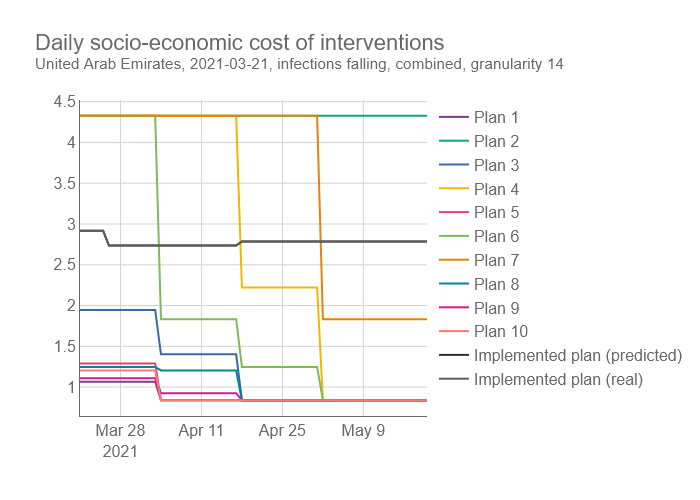 Daily socio-economic cost of interventions
United Arab Emirates, 2021-03-21, infections falling, combined, granularity 14
4.5
4
3.5
3
2.5
2
1.5
1
Mar 28
2021
Apr 11
Apr 25
May 9
Plan 1
Plan 2
Plan 3
Plan 4
Plan 5
Plan 6
Plan 7
Plan 8
Plan 9
Plan 10
Implemented plan (predicted)
Implemented plan (real)